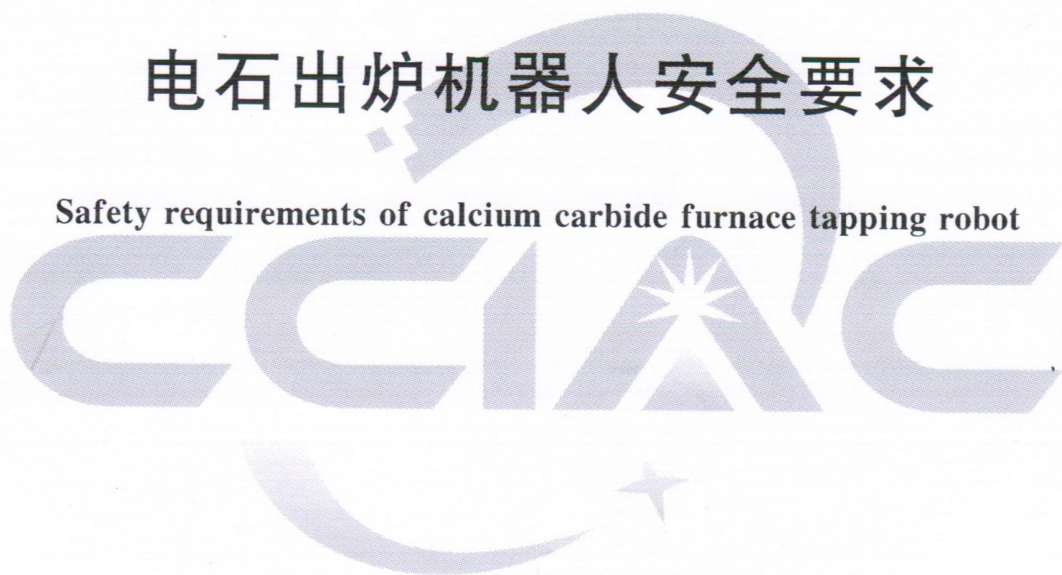 电石出炉机器人安全要求
Safety requirements of calcium carbide furnace tapping robot
CCIAC